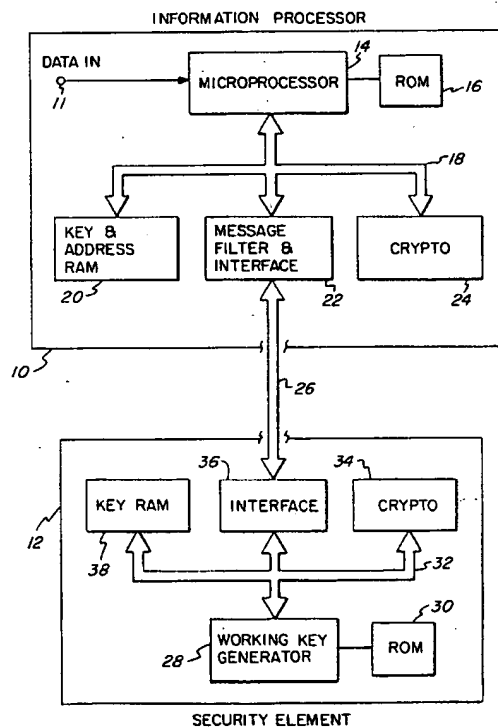 INFORMATION PROCESSOR
DATA IN
11
MICROPROCESSOR
14
ROM
16
18
KEY &
ADDRESS
RAM
20
MESSAGE
FILTER &
INTERFACE
22
CRYPTO
24
10
26
12
KEY RAM
38
36
INTERFACE
34
CRYPTO
32
28
WORKING KEY
GENERATOR
30
ROM
SECURITY ELEMENT